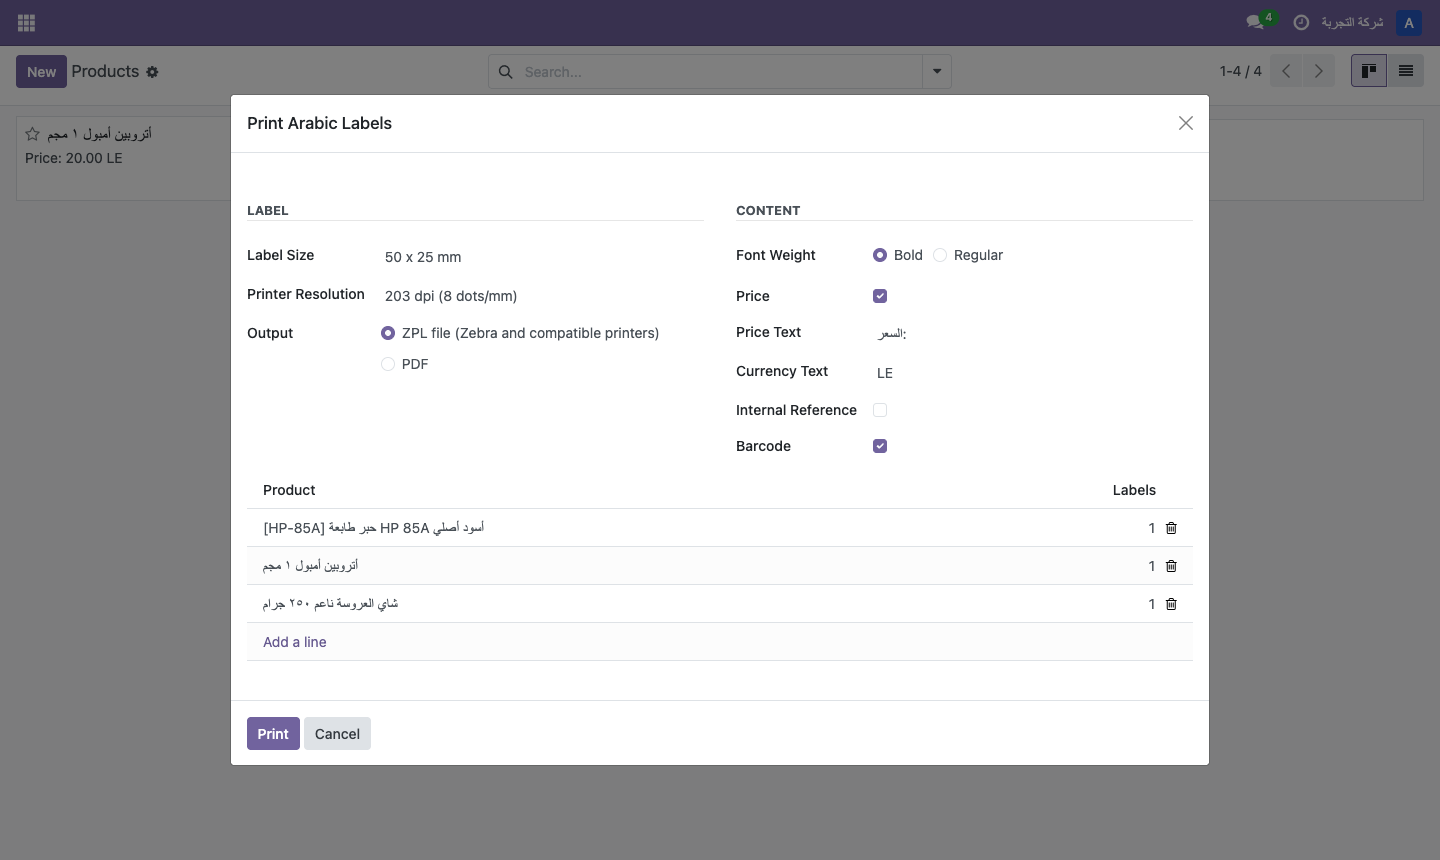 4
شركة التجربة
A
New
Products
Search...
1-4 / 4
أتروبين أمبول ١ مجم
Price: 20.00 LE
Print Arabic Labels
LABEL
Label Size
50 x 25 mm
Printer Resolution
203 dpi (8 dots/mm)
Output
ZPL file (Zebra and compatible printers)
PDF
CONTENT
Font Weight
Bold
Regular
Price
Price Text
السعر:
Currency Text
LE
Internal Reference
Barcode
Product
Labels
[HP-85A] حبر طابعة HP 85A أسود أصلي
1
أتروبين أمبول ١ مجم
1
شاي العروسة ناعم ٢٥٠ جرام
1
Add a line
Print
Cancel